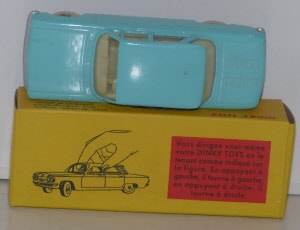 Vous dirigez vous-même
votre DINKY TOYS en le
tenant comme indiqué sur
la figure. En appuyant à
gauche, il tourne à gauche,
en appuyant à droite, il
tourne à droite.